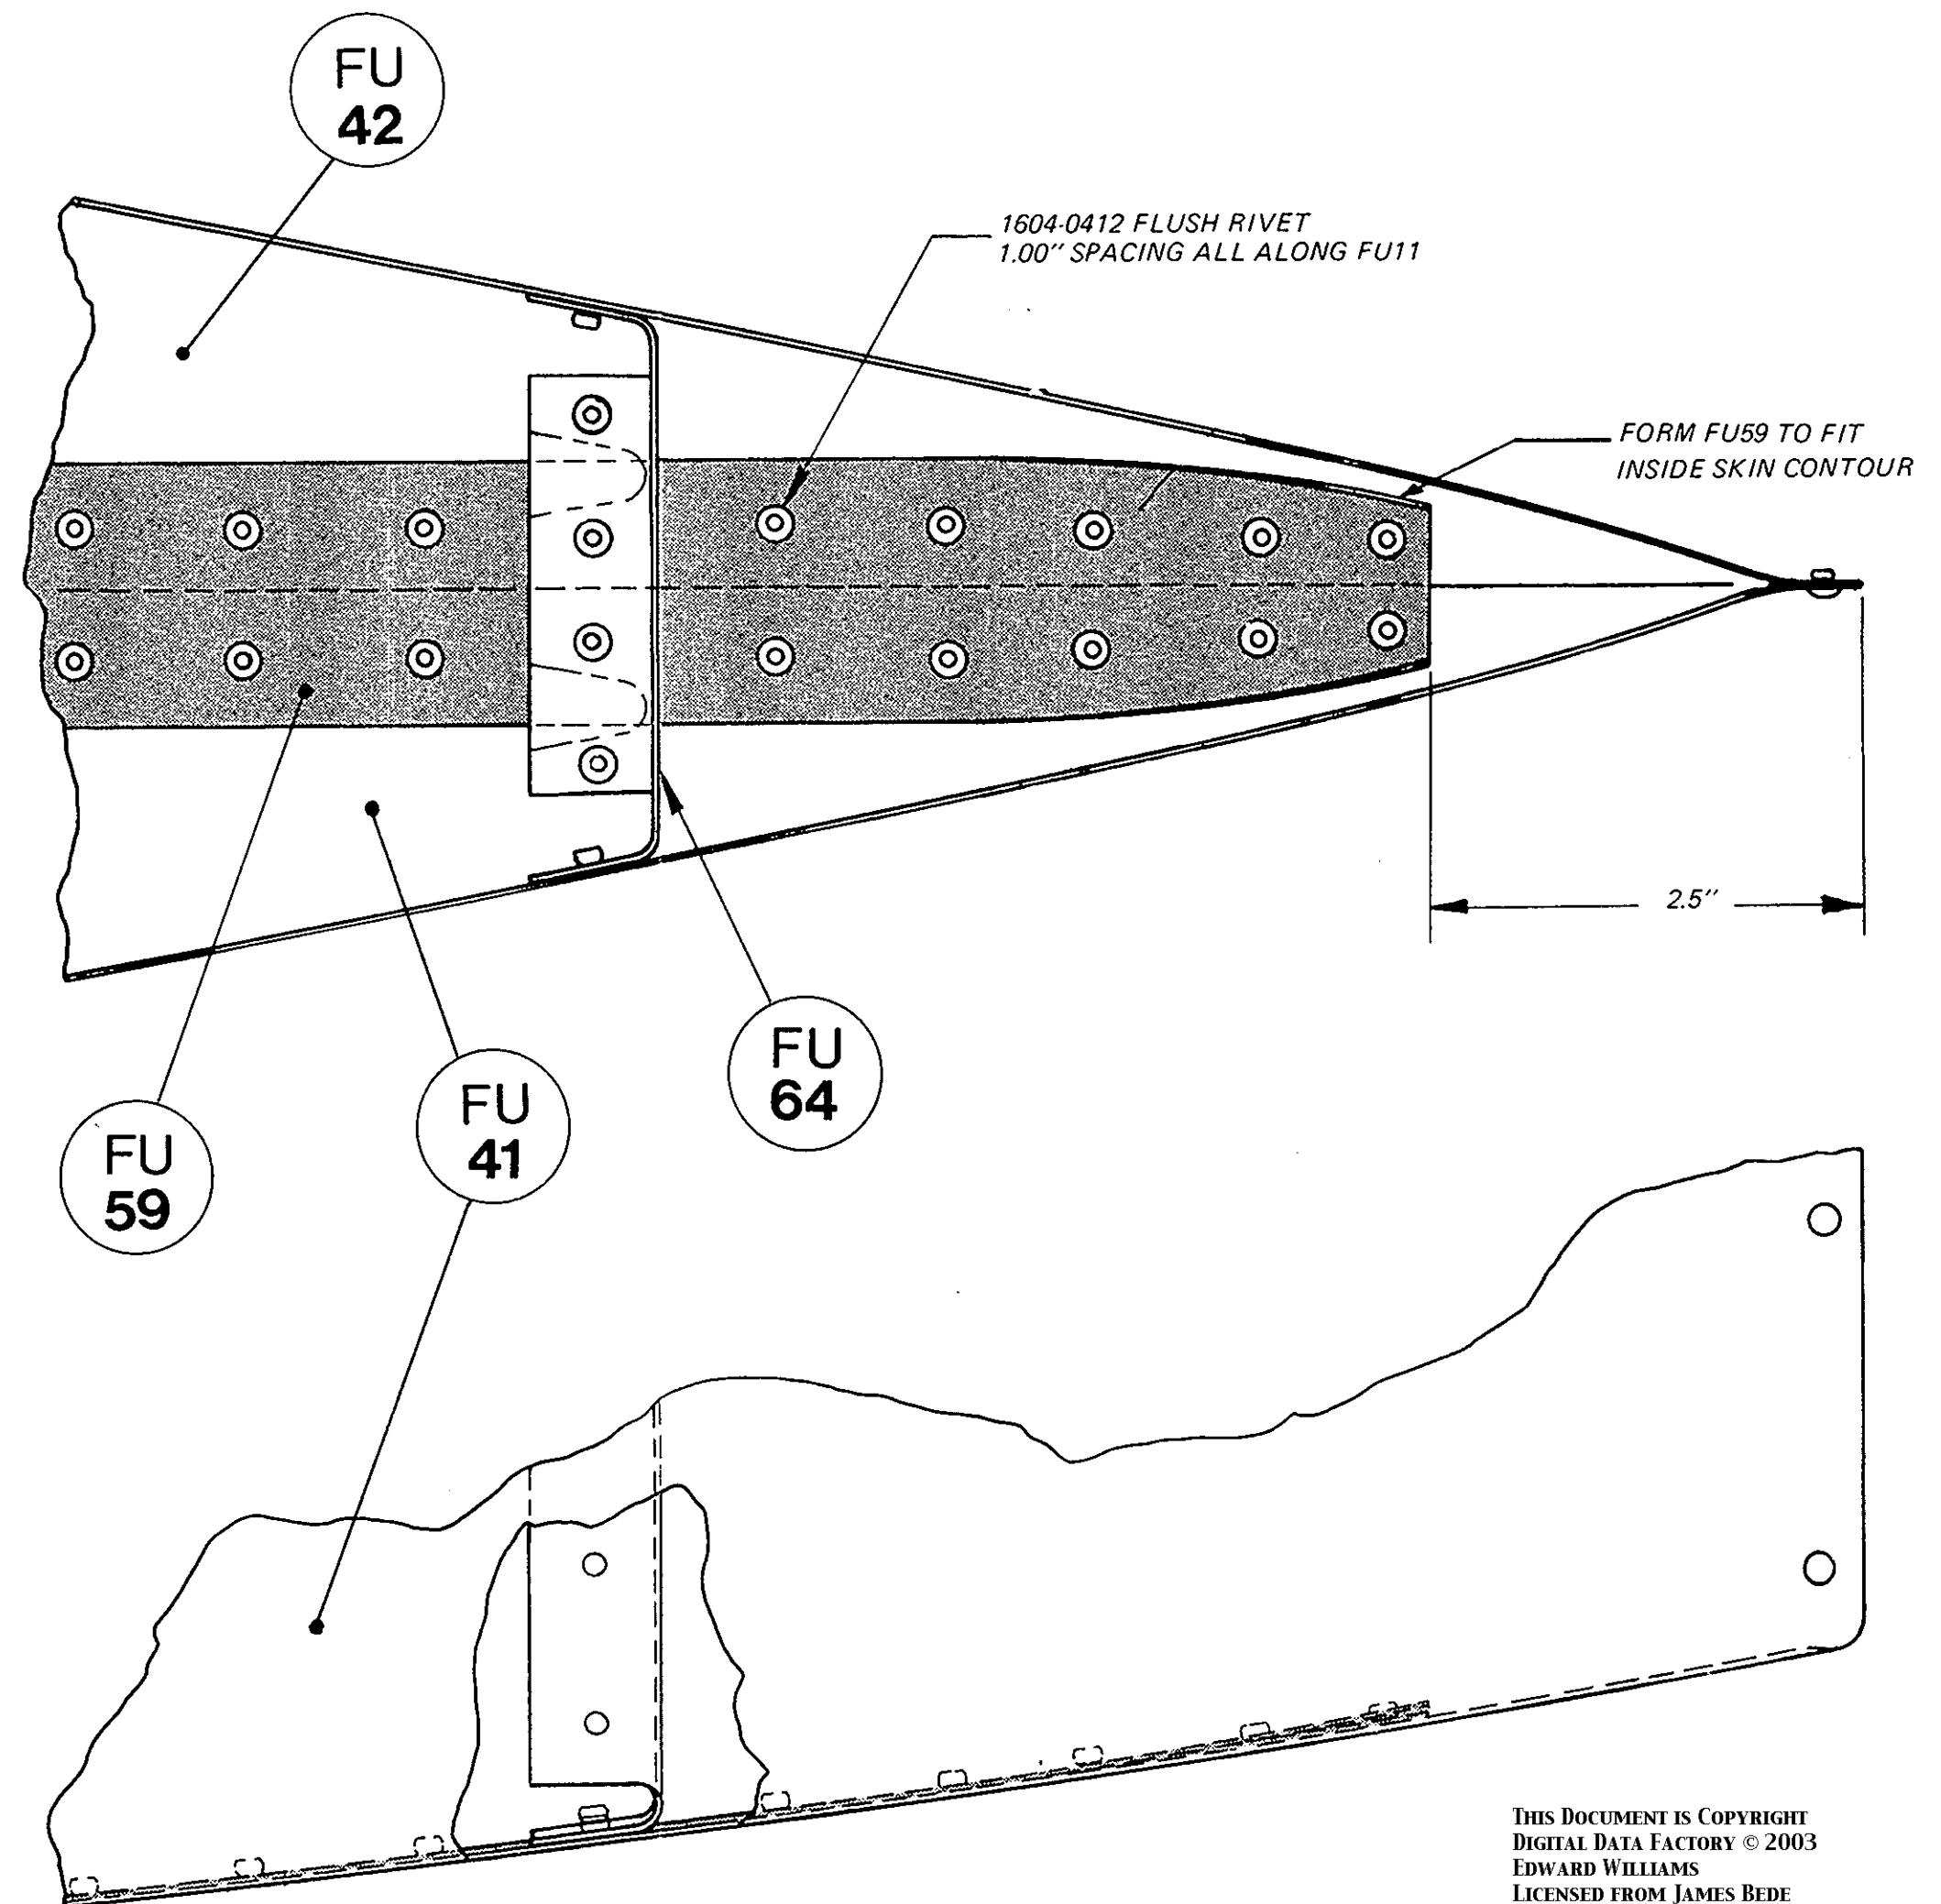 FU
42
1604-0412 FLUSH RIVET
1.00" SPACING ALL ALONG FU11
FORM FU59 TO FIT
INSIDE SKIN CONTOUR
2.5"
FU
64
FU
41
FU
59
THIS DOCUMENT IS COPYRIGHT
DIGITAL DATA FACTORY © 2003
EDWARD WILLIAMS
LICENSED FROM JAMES BEDE